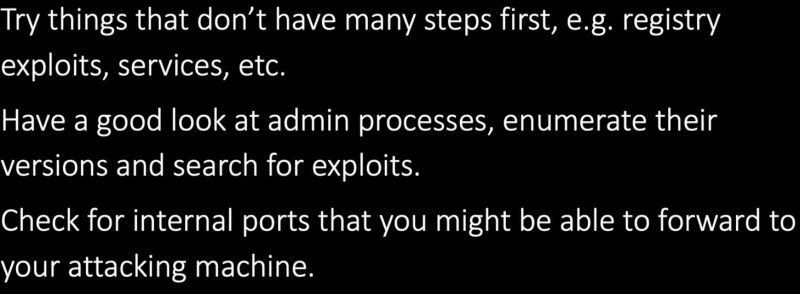 Try things that don’t have many steps first, e.g. registry
exploits, services, etc.
Have a good look at admin processes, enumerate their
versions and search for exploits.
Check for internal ports that you might be able to forward to
your attacking machine.